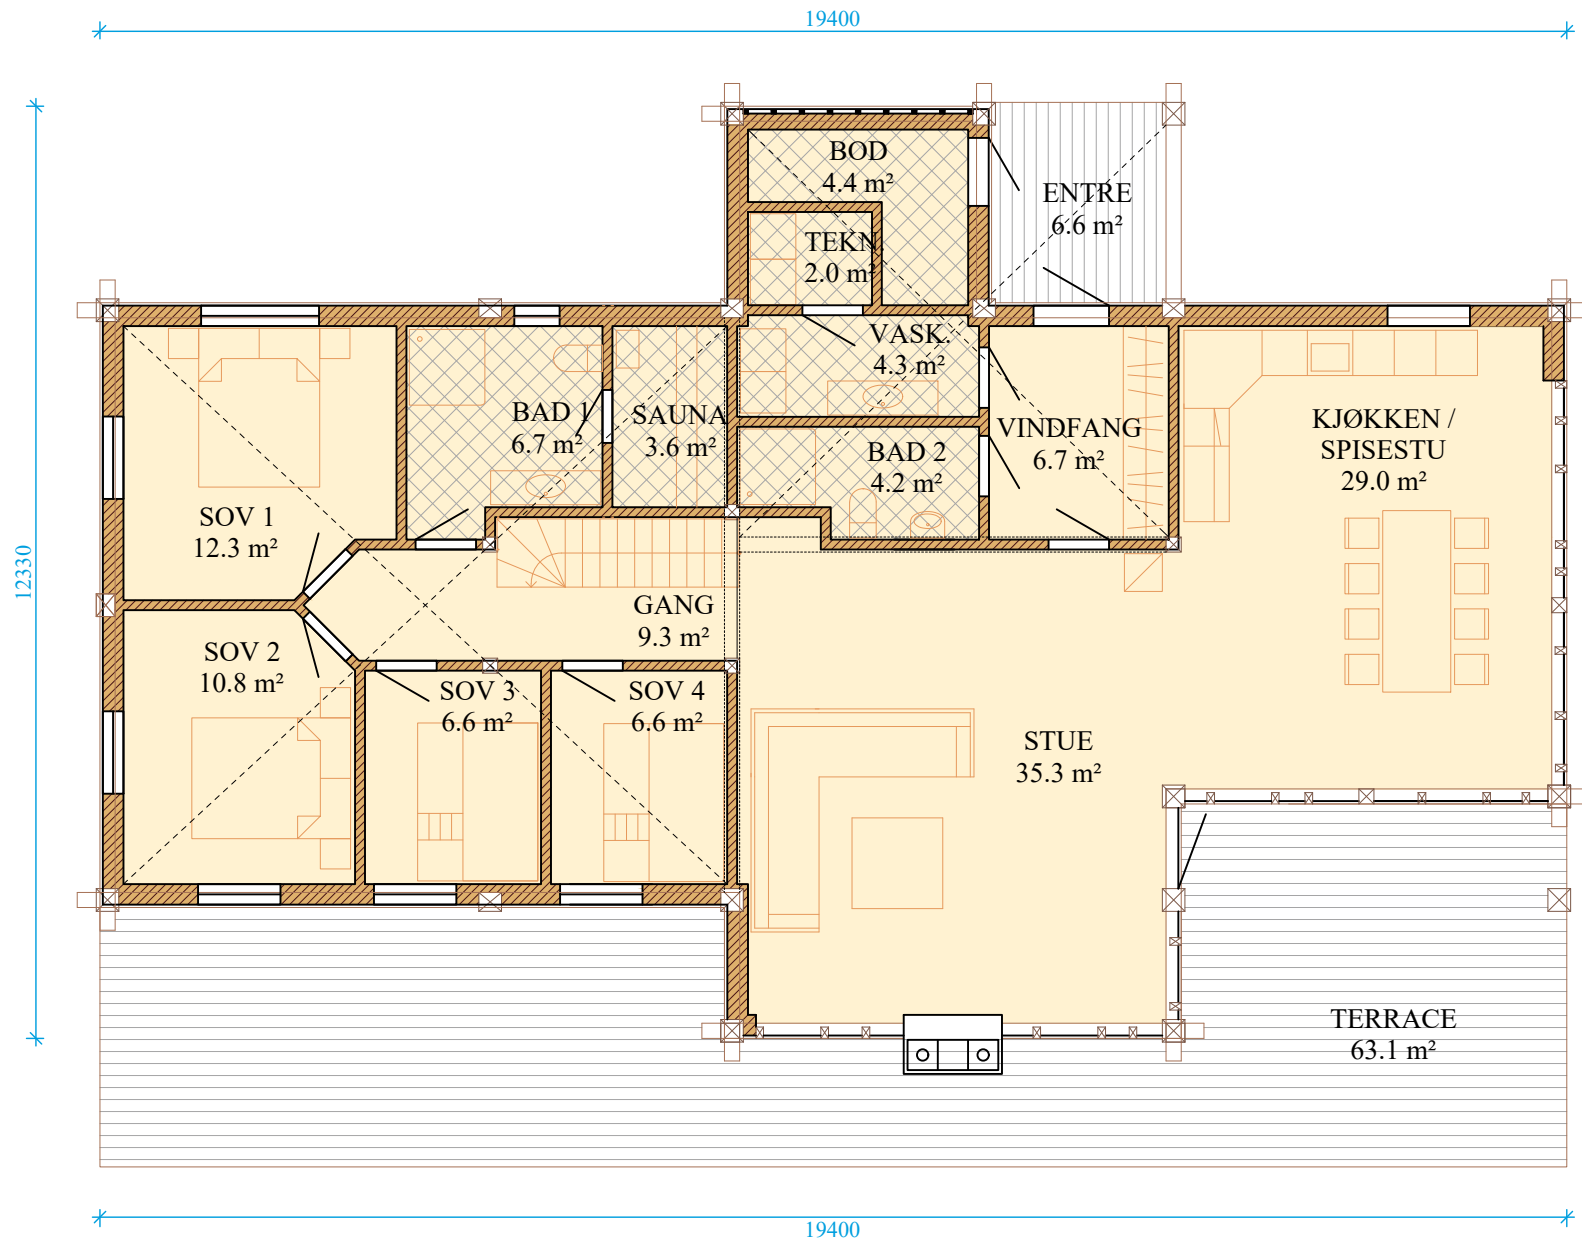 19400
12330
BOD
4.4 m²
ENTRE
6.6 m²
TEKN.
2.0 m²
VASK.
4.3 m²
BAD 1
6.7 m²
SAUNA
3.6 m²
VINDFANG
6.7 m²
KJØKKEN /
SPISESTU
29.0 m²
BAD 2
4.2 m²
SOV 1
12.3 m²
GANG
9.3 m²
SOV 2
10.8 m²
SOV 3
6.6 m²
SOV 4
6.6 m²
STUE
35.3 m²
TERRACE
63.1 m²
19400